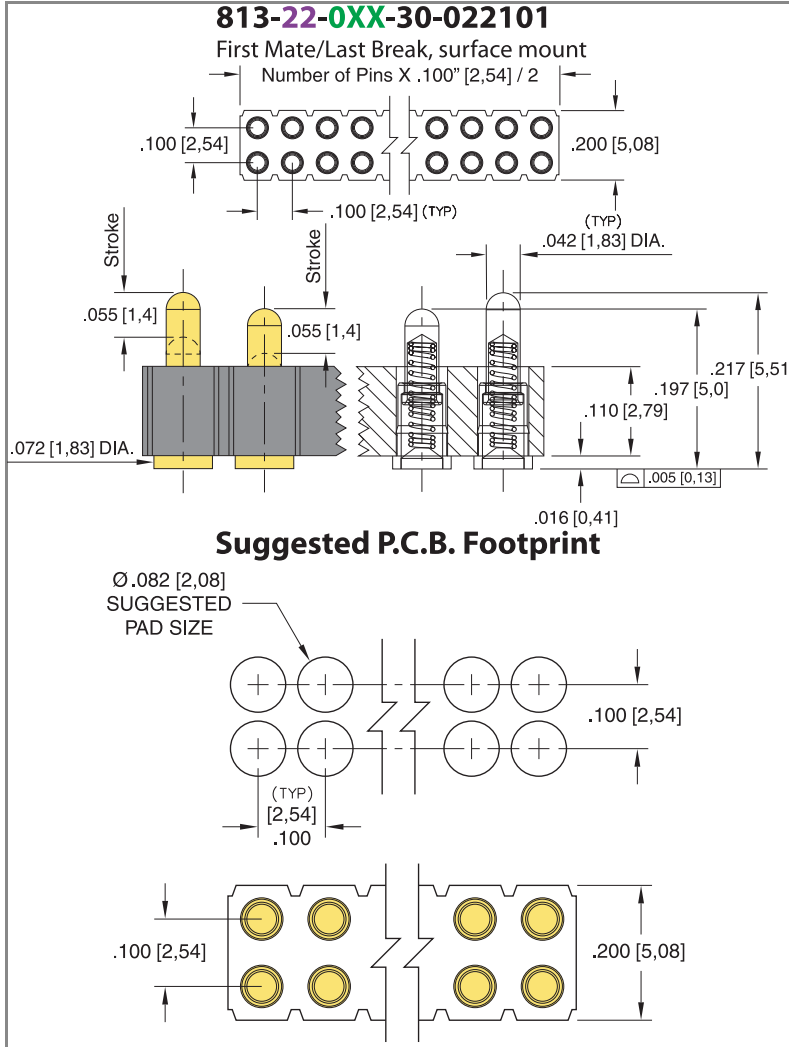 813-22-0XX-30-022101
First Mate/Last Break, surface mount
Number of Pins X .100" [2,54] / 2
.100 [2,54]
.200 [5,08]
.100 [2,54] (TYP)
(TYP)
.042 [1,83] DIA.
Stroke
Stroke
.055 [1,4]
.055 [1,4]
.217 [5,51
.197 [5,0]
.110 [2,79]
.072 [1,83] DIA.
.005 [0,13]
.016 [0,41]
Suggested P.C.B. Footprint
Ø.082 [2,08]
SUGGESTED
PAD SIZE
.100 [2,54]
(TYP)
[2,54]
.100
.100 [2,54]
.200 [5,08]